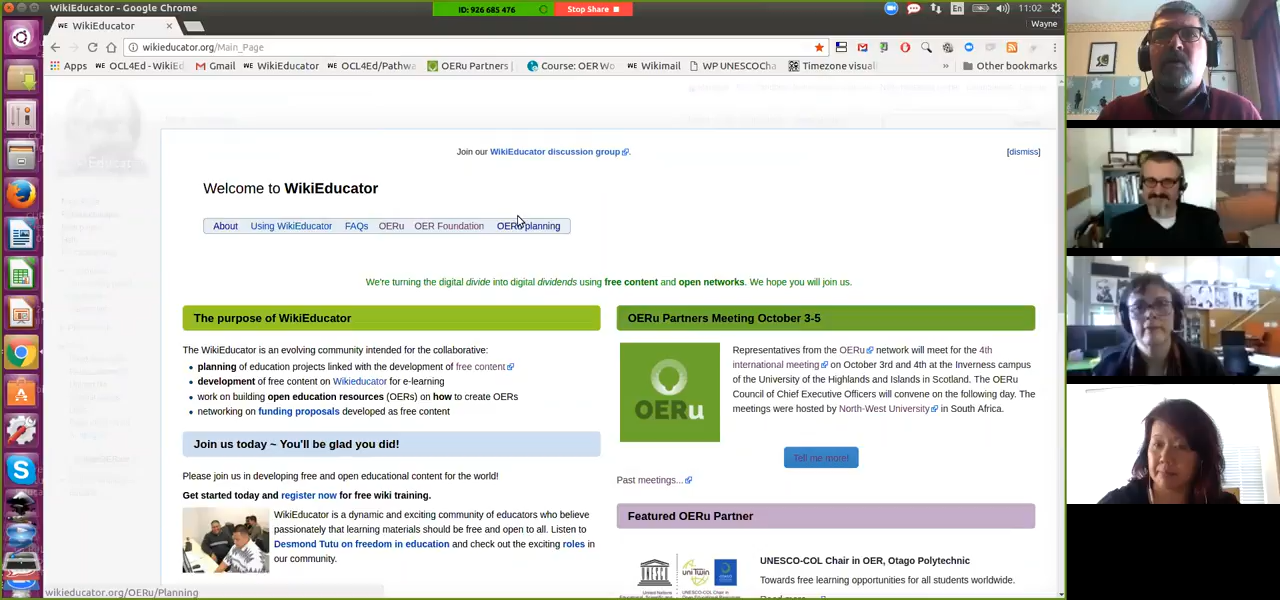 WikiEducator - Google Chrome
ID: 926 685 476
Stop Share
En
11:02
WE WikiEducator
Wayne
wikieducator.org/Main_Page
Apps
WE OCL4Ed - WikiEd
Gmail
WE WikiEducator
WE OCL4Ed/Pathwa
OERu Partners
Course: OER Wo
WE Wikimail
WP UNESCOCha
Timezone visual
»
Other bookmarks
Join our WikiEducator discussion group.
[dismiss]
Welcome to WikiEducator
About Using WikiEducator FAQs OERu OER Foundation OER planning
We're turning the digital divide into digital dividends using free content and open networks. We hope you will join us.
The purpose of WikiEducator
The WikiEducator is an evolving community intended for the collaborative:
planning of education projects linked with the development of free content
development of free content on Wikieducator for e-learning
work on building open education resources (OERs) on how to create OERs
networking on funding proposals developed as free content
Join us today ~ You'll be glad you did!
Please join us in developing free and open educational content for the world!
Get started today and register now for free wiki training.
WikiEducator is a dynamic and exciting community of educators who believe
passionately that learning materials should be free and open to all. Listen to
Desmond Tutu on freedom in education and check out the exciting roles in
our community.
OERu Partners Meeting October 3-5
OERu
Representatives from the OERu network will meet for the 4th
international meeting on October 3rd and 4th at the Inverness campus
of the University of the Highlands and Islands in Scotland. The OERu
Council of Chief Executive Officers will convene on the following day. The
meetings were hosted by North-West University in South Africa.
Tell me more!
Past meetings...
Featured OERu Partner
UNESCO-COL Chair in OER, Otago Polytechnic
Towards free learning opportunities for all students worldwide.
wikieducator.org/OERu/Planning